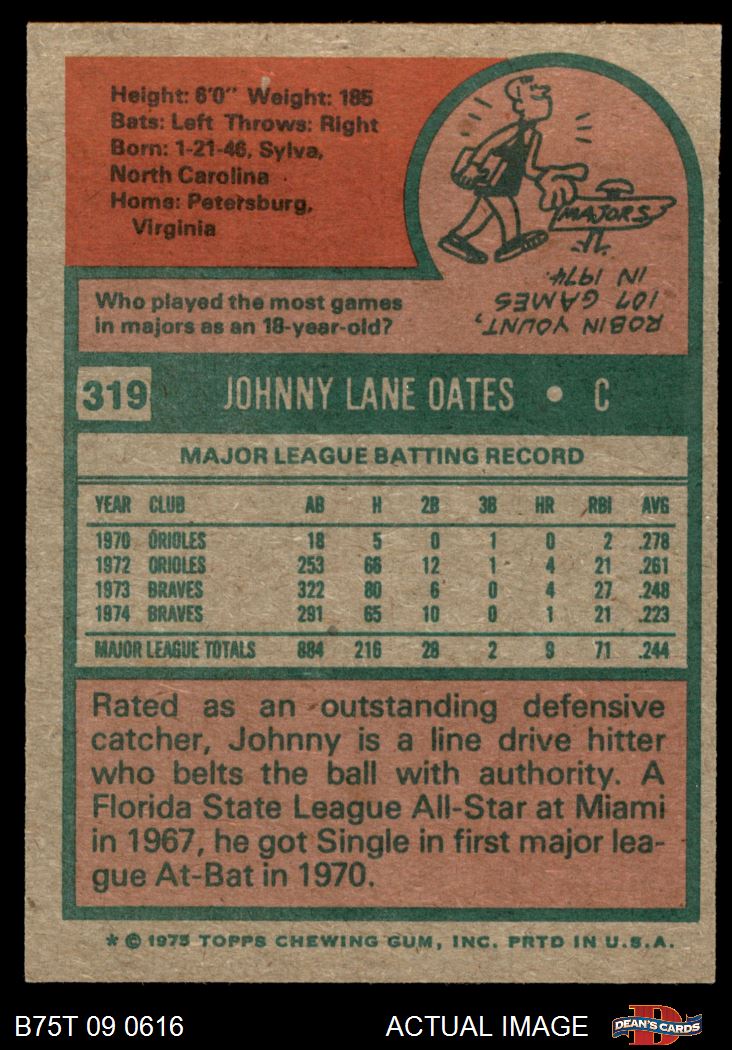 Height: 6'0" Weight: 185
Bats: Left Throws: Right
Born: 1-21-46, Sylva,
North Carolina
Home: Petersburg,
Virginia
MAJORS
Who played the most games
in majors as an 18-year-old?
ROBIN YOUNT,
107 GAMES
IN 1974.
319 JOHNNY LANE OATES • C
MAJOR LEAGUE BATTING RECORD
YEAR CLUB AB H 2B 3B HR RBI AVG
1970 ORIOLES 18 5 0 1 0 2 .278
1972 ORIOLES 253 66 12 1 4 21 .261
1973 BRAVES 322 80 6 0 4 27 .248
1974 BRAVES 291 65 10 0 1 21 .223
MAJOR LEAGUE TOTALS 884 216 28 2 9 71 .244
Rated as an outstanding defensive
catcher, Johnny is a line drive hitter
who belts the ball with authority. A
Florida State League All-Star at Miami
in 1967, he got Single in first major lea-
gue At-Bat in 1970.
* © 1975 TOPPS CHEWING GUM, INC. PRTD IN U.S.A.
B75T 09 0616 ACTUAL IMAGE
D
DEAN'S CARDS